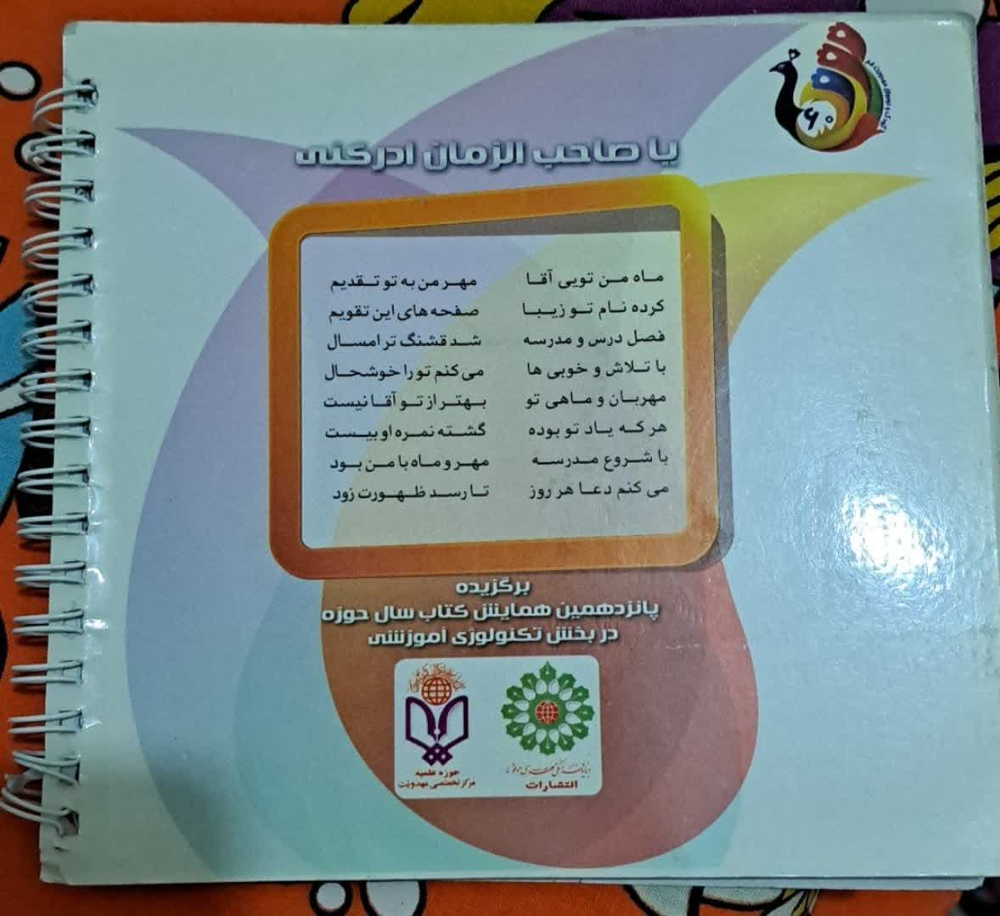 یا صاحب الزمان ادرکنی
ماه من تویی آقا مهر من به تو تقدیم
کرده نام تو زیبا صفحه های این تقویم
فصل درس و مدرسه شد قشنگ تر امسال
با تلاش و خوبی ها می کنم تو را خوشحال
مهربان و ماهی تو بهتر از تو آقا نیست
هر که یاد تو بوده گشته نمره او بیست
با شروع مدرسه مهر و ماه با من بود
می کنم دعا هر روز تا رسد ظهورت زود
برگزیده
پانزدهمین همایش کتاب سال حوزه
در بخش تکنولوژی آموزشی
انتشارات
حوزه علمیه
مرکز تخصصی مهدویت